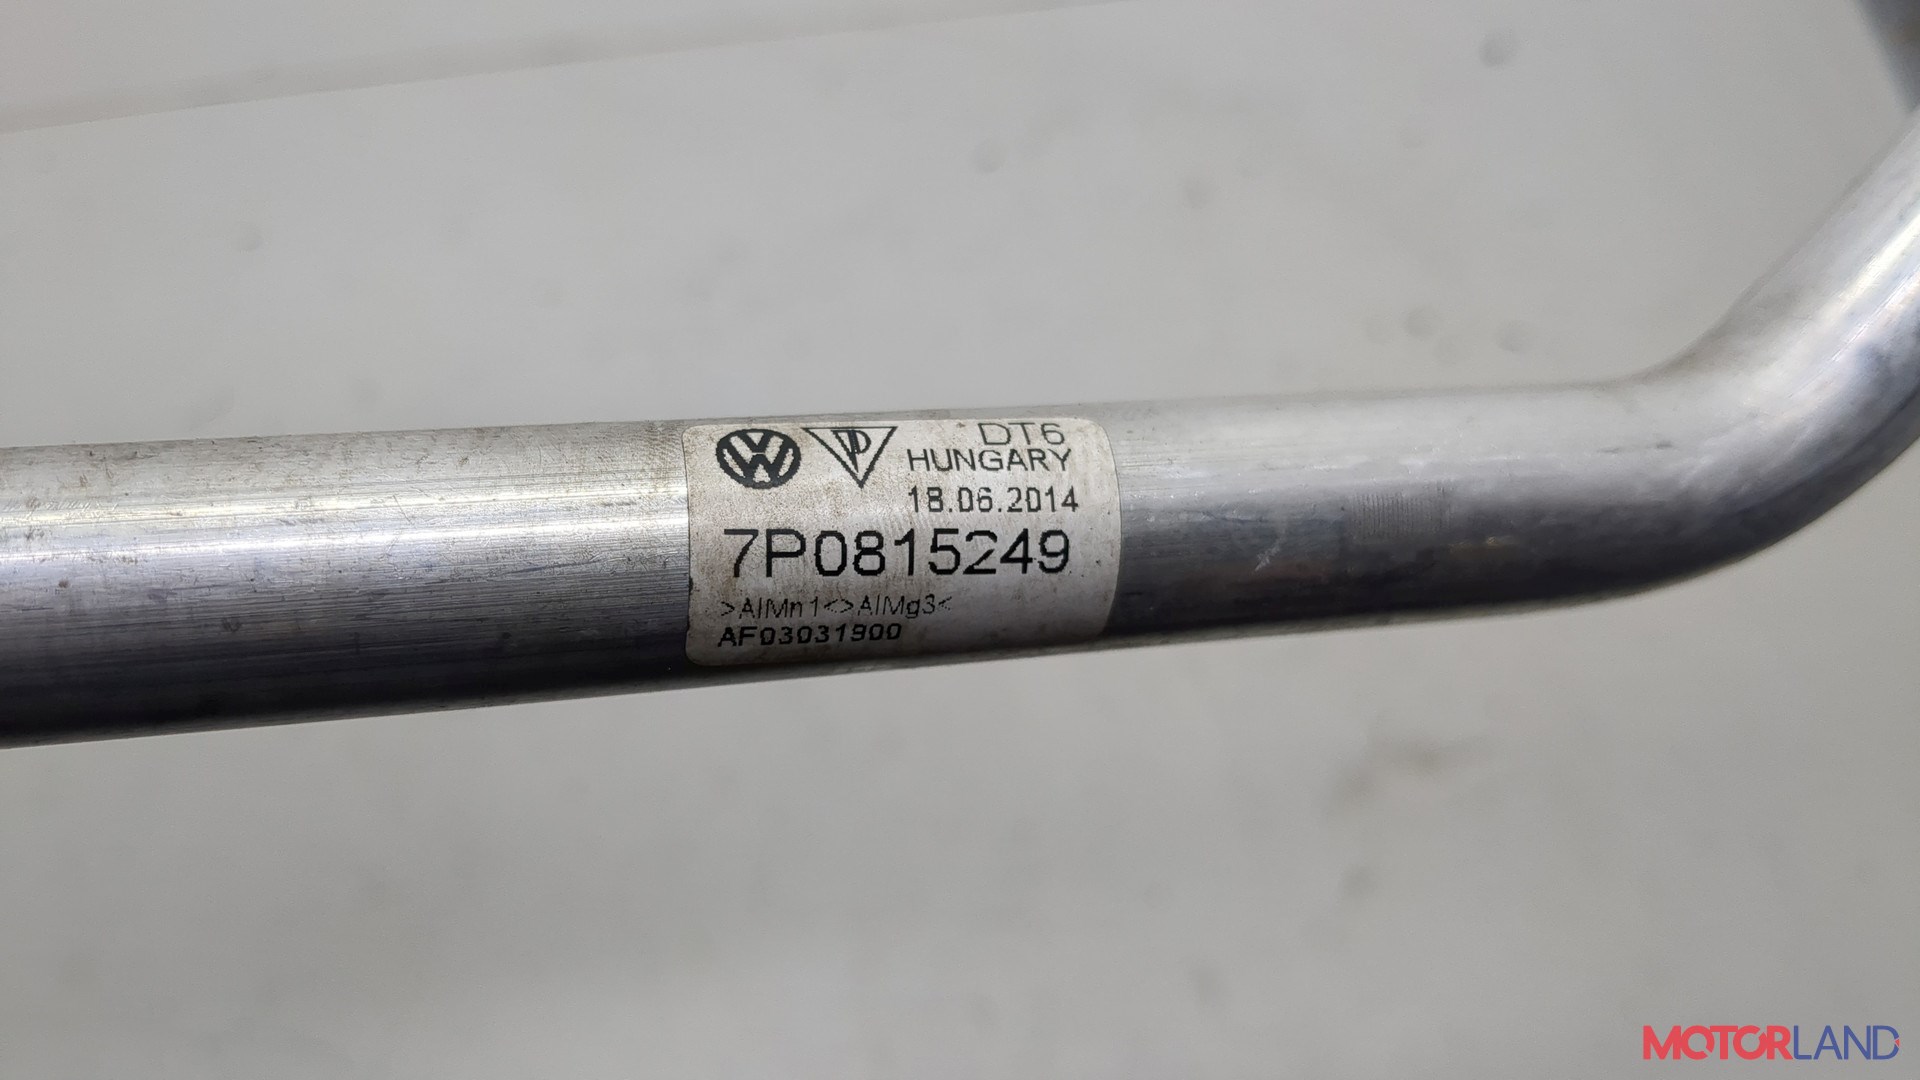 DT6
HUNGARY
18.06.2014
7P0815249
>AlMn1<>AlMg3<
AF03031900
MOTORLAND